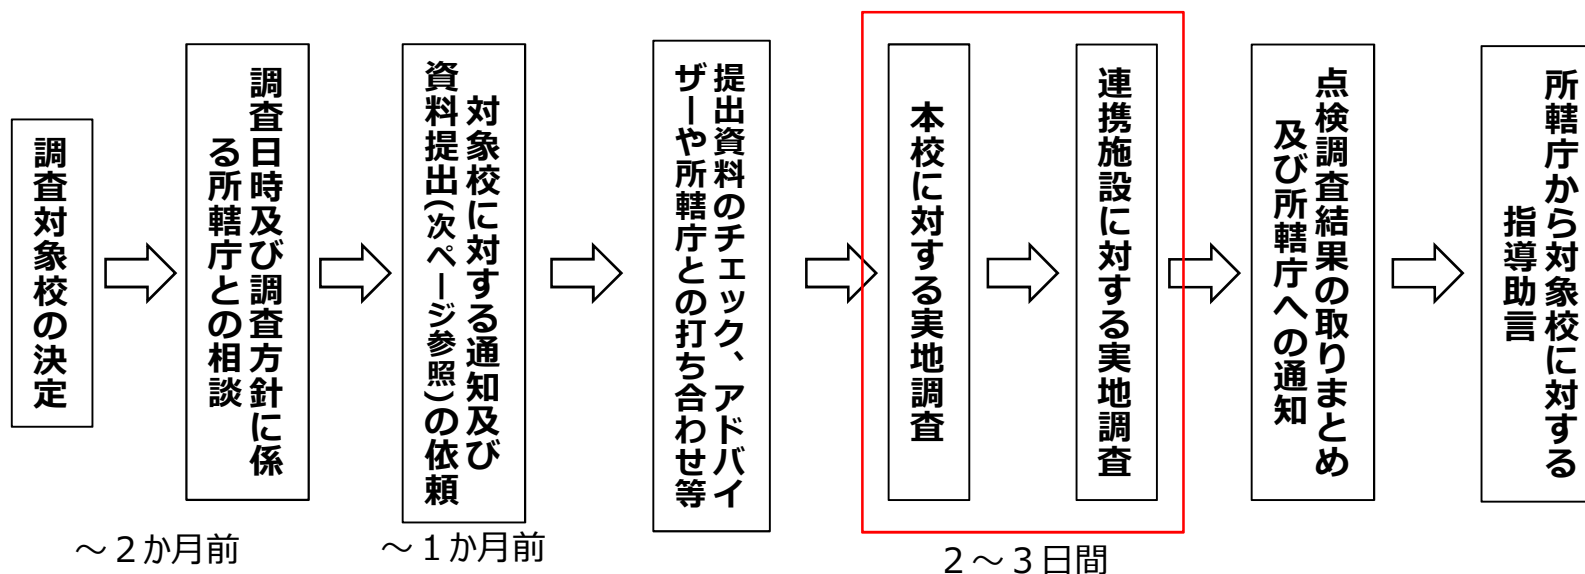 調査対象校の決定
調査日時及び調査方針に係
る所轄庁との相談
対象校に対する通知及び
資料提出(次ページ参照)の依頼
提出資料のチェック、アドバイ
ザーや所轄庁との打ち合わせ等
本校に対する実地調査
連携施設に対する実地調査
点検調査結果の取りまとめ
及び所轄庁への通知
所轄庁から対象校に対する
指導助言
～２か月前
～１か月前
２～３日間